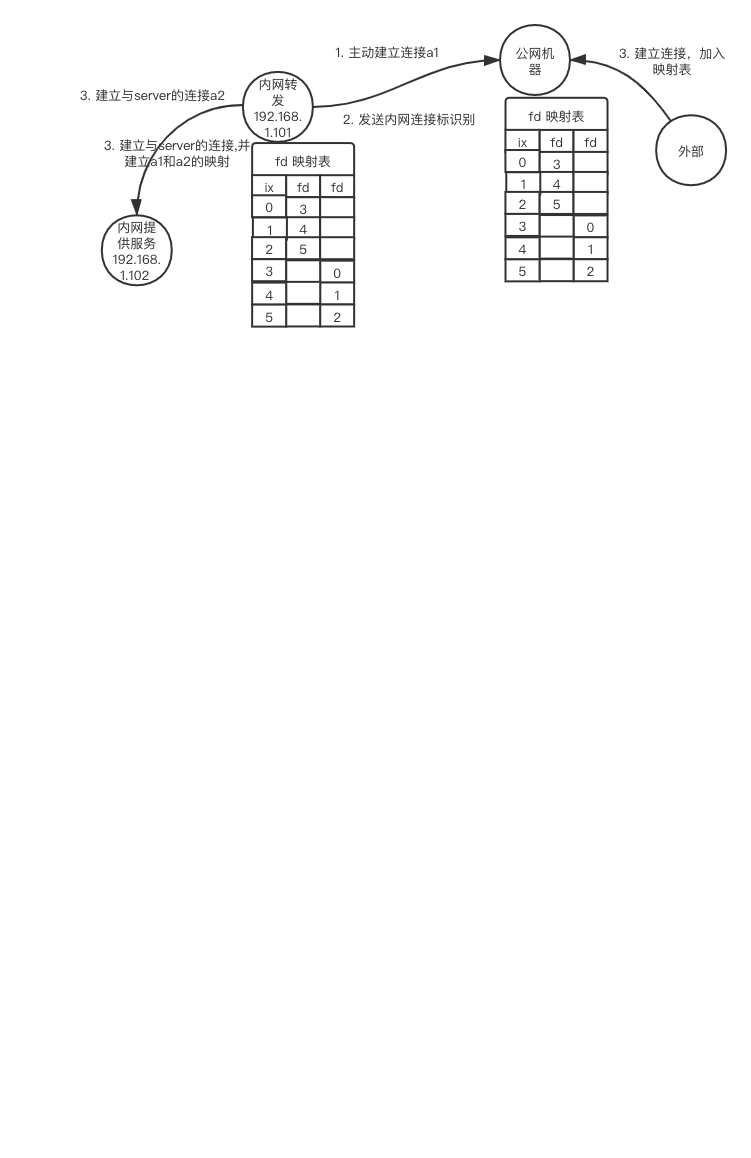 1. 主动建立连接a1
公网机
器
3. 建立连接，加入
映射表
3. 建立与server的连接a2
内网转
发
192.168.
1.101
2. 发送内网连接标识别
3. 建立与server的连接,并
建立a1和a2的映射
外部
内网提
供服务
192.168.
1.102
fd 映射表
ix fd fd
0 3
1 4
2 5
3 0
4 1
5 2
fd 映射表
ix fd fd
0 3
1 4
2 5
3 0
4 1
5 2